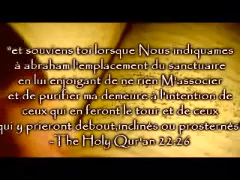 "et souviens toi lorsque Nous indiquames
à abraham l'emplacement du sanctuaire
en lui enjoigant de ne rien M'associer
et de purifier ma demeure à l'intention de
ceux qui en feront le tour et de ceux
qui y prieront debout,inclinés ou prosternés"
-The Holy Qur'an 22-26